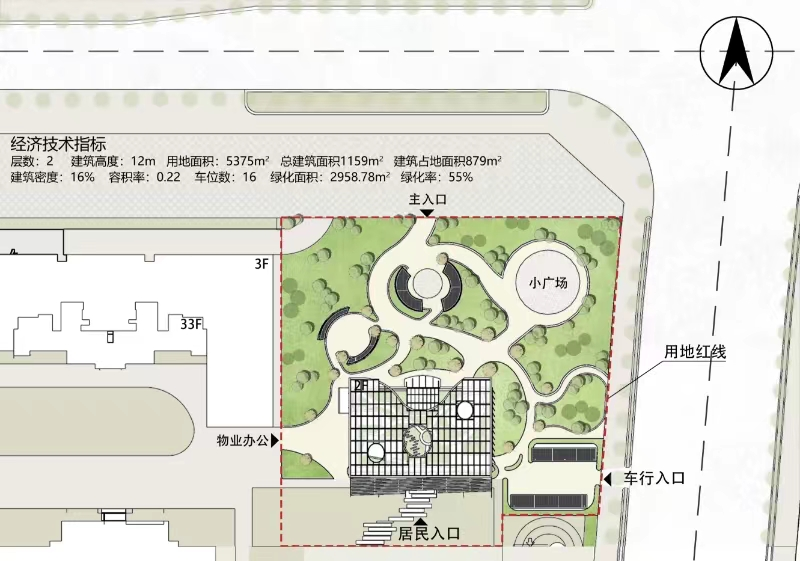 经济技术指标
层数：2 建筑高度：12m 用地面积：5375m² 总建筑面积1159m² 建筑占地面积879m²
建筑密度：16% 容积率：0.22 车位数：16 绿化面积：2958.78m² 绿化率：55%
主入口
3F
小广场
33F
用地红线
2F
物业办公
车行入口
居民入口